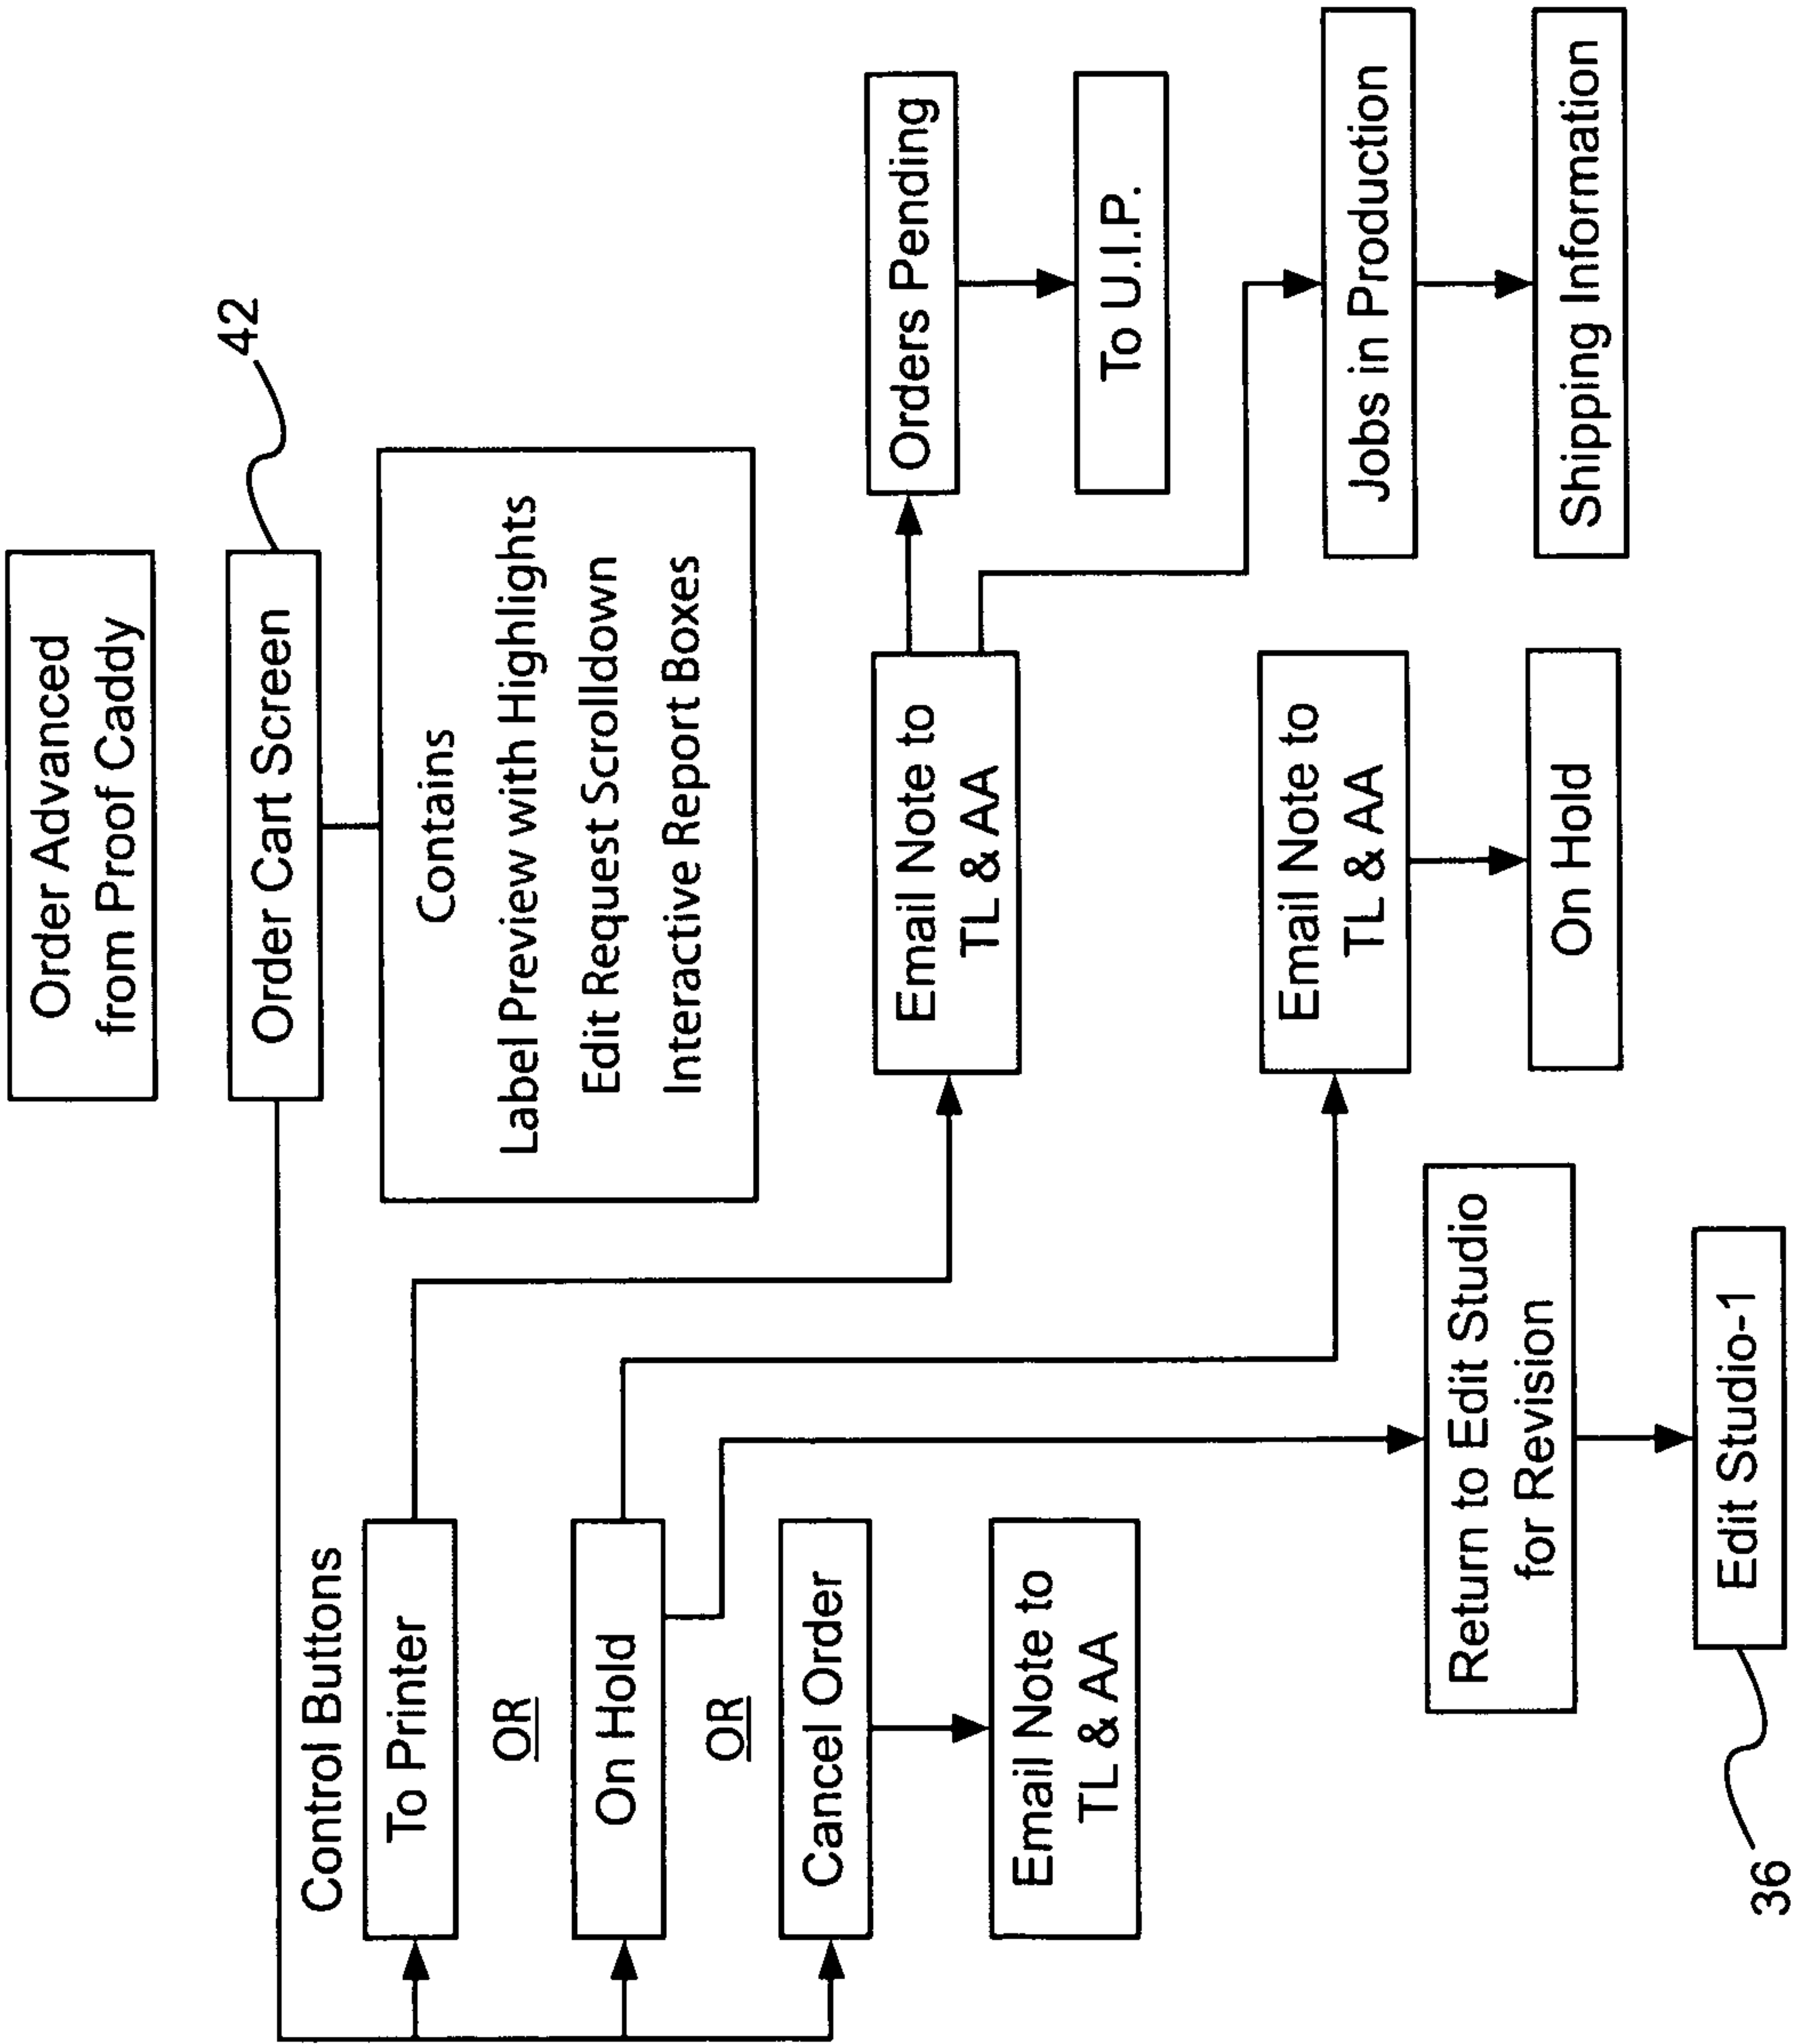 Order Advanced
from Proof Caddy
42
Order Cart Screen
Contains
Label Preview with Highlights
Edit Request Scrolldown
Interactive Report Boxes
Control Buttons
To Printer
OR
On Hold
OR
Cancel Order
Email Note to
TL & AA
Email Note to
TL & AA
Orders Pending
To U.I.P.
Jobs in Production
Shipping Information
Email Note to
TL & AA
On Hold
Return to Edit Studio
for Revision
Edit Studio-1
36